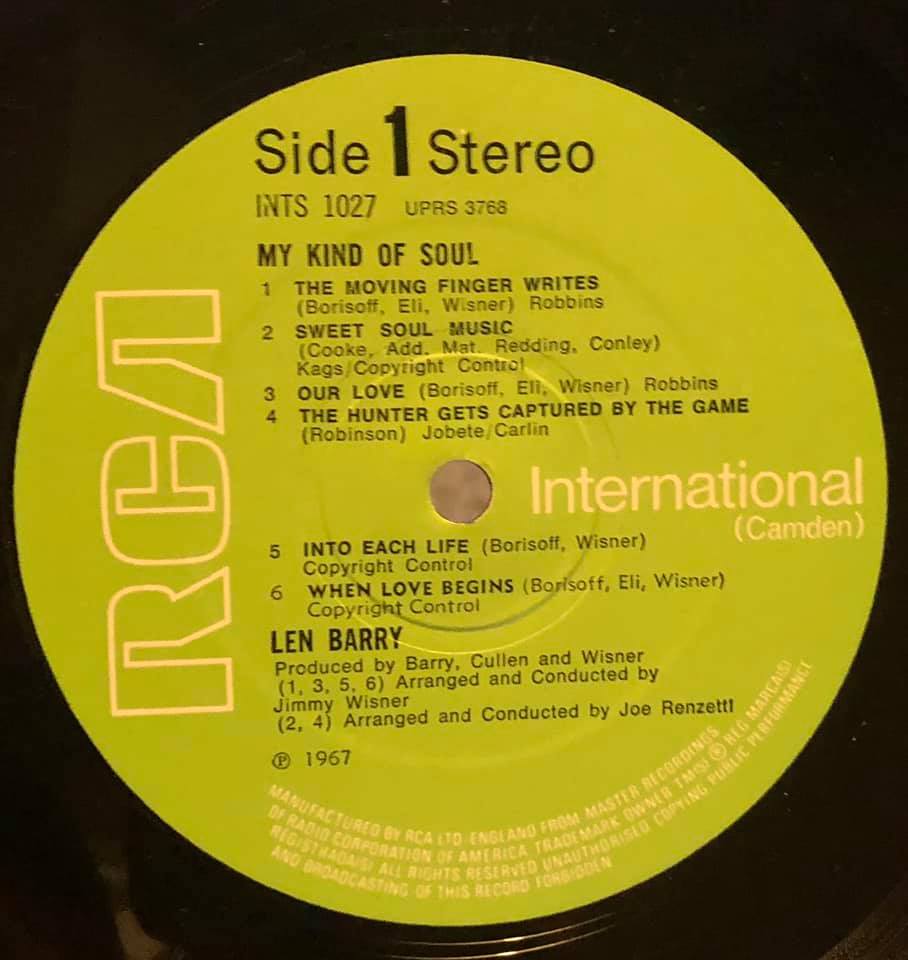 Side 1 Stereo
INTS 1027 UPRS 3768
MY KIND OF SOUL
1 THE MOVING FINGER WRITES
(Borisoff, Eli, Wisner) Robbins
2 SWEET SOUL MUSIC
(Cooke, Add. Mat. Redding, Conley)
Kags/Copyright Control
3 OUR LOVE (Borisoff, Eli, Wisner) Robbins
4 THE HUNTER GETS CAPTURED BY THE GAME
(Robinson) Jobete/Carlin
RCA
International
(Camden)
5 INTO EACH LIFE (Borisoff, Wisner)
Copyright Control
6 WHEN LOVE BEGINS (Borisoff, Eli, Wisner)
Copyright Control
LEN BARRY
Produced by Barry, Cullen and Wisner
(1, 3, 5, 6) Arranged and Conducted by
Jimmy Wisner
(2, 4) Arranged and Conducted by Joe Renzetti
℗ 1967
MANUFACTURED BY RCA LTD. ENGLAND FROM MASTER RECORDINGS
OF RADIO CORPORATION OF AMERICA TRADEMARK OWNER TM(S) ® REG MARCA(S)
REGISTRADA(S) ALL RIGHTS RESERVED UNAUTHORISED COPYING PUBLIC PERFORMANCE
AND BROADCASTING OF THIS RECORD FORBIDDEN